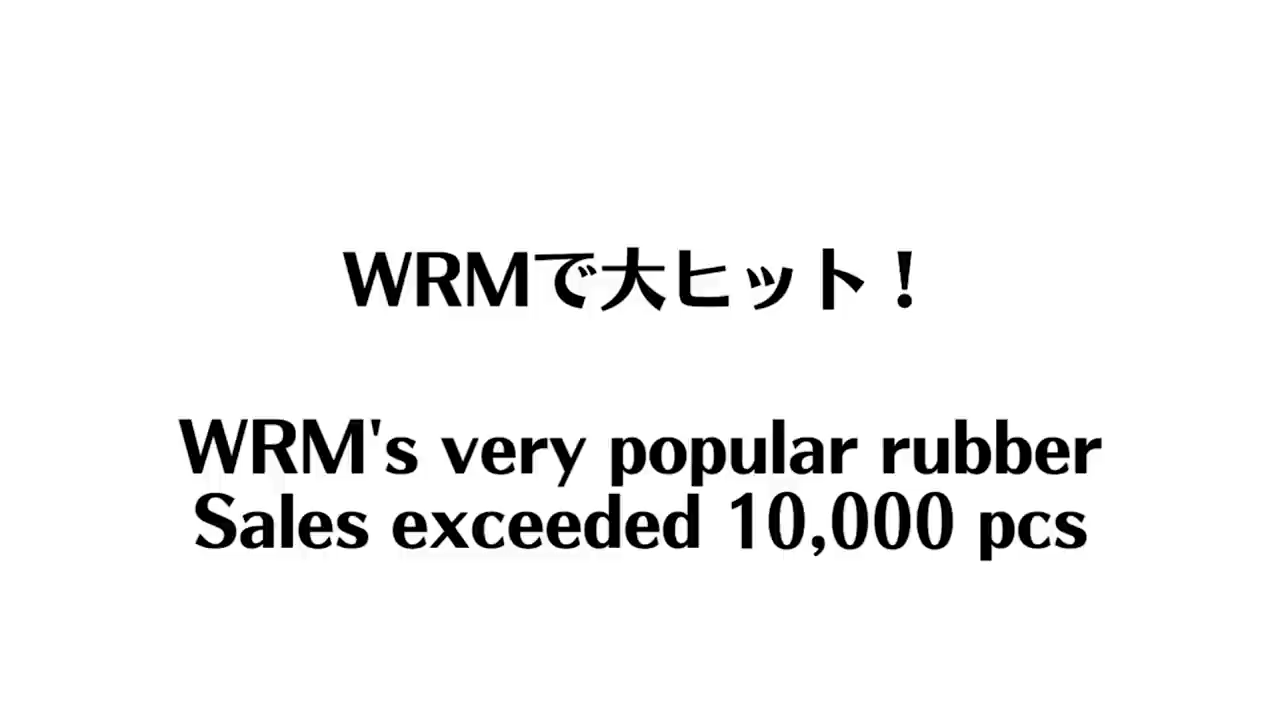 WRMで大ヒット！
WRM's very popular rubber
Sales exceeded 10,000 pcs